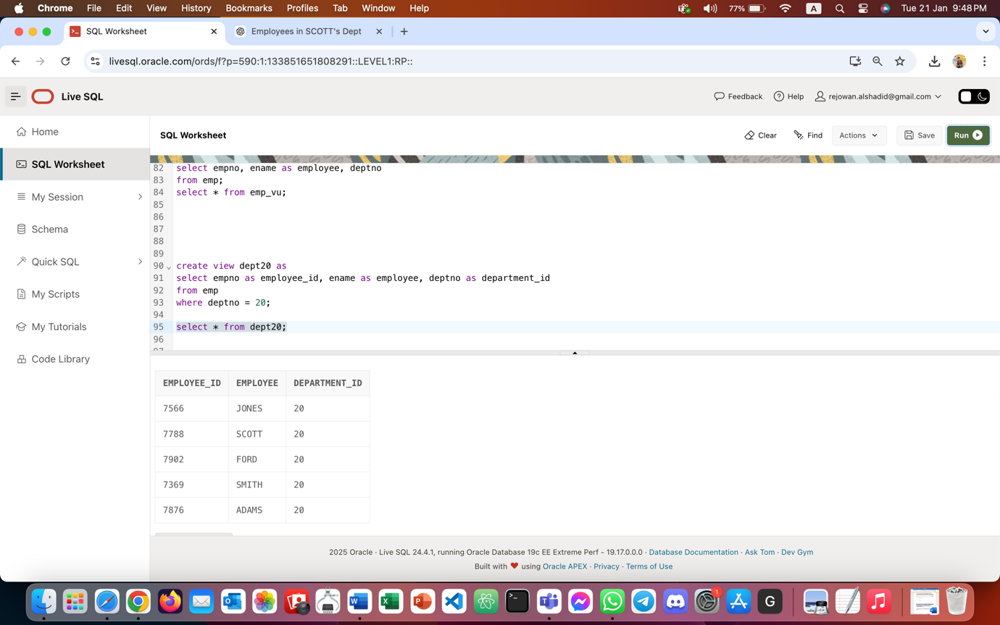 Chrome File Edit View History Bookmarks Profiles Tab Window Help 77% A Tue 21 Jan 9:48 PM
SQL Worksheet Employees in SCOTT's Dept
livesql.oracle.com/ords/f?p=590:1:133851651808291::LEVEL1:RP::
Live SQL Feedback Help rejowan.alshadid@gmail.com
Home
SQL Worksheet
My Session
Schema
Quick SQL
My Scripts
My Tutorials
Code Library
SQL Worksheet Clear Find Actions Save Run
82 select empno, ename as employee, deptno
83 from emp;
84 select * from emp_vu;
85
86
87
88
89
90 create view dept20 as
91 select empno as employee_id, ename as employee, deptno as department_id
92 from emp
93 where deptno = 20;
94
95 select * from dept20;
96
97
EMPLOYEE_ID EMPLOYEE DEPARTMENT_ID
7566 JONES 20
7788 SCOTT 20
7902 FORD 20
7369 SMITH 20
7876 ADAMS 20
2025 Oracle · Live SQL 24.4.1, running Oracle Database 19c EE Extreme Perf - 19.17.0.0.0 · Database Documentation · Ask Tom · Dev Gym
Built with ❤ using Oracle APEX · Privacy · Terms of Use
1
G